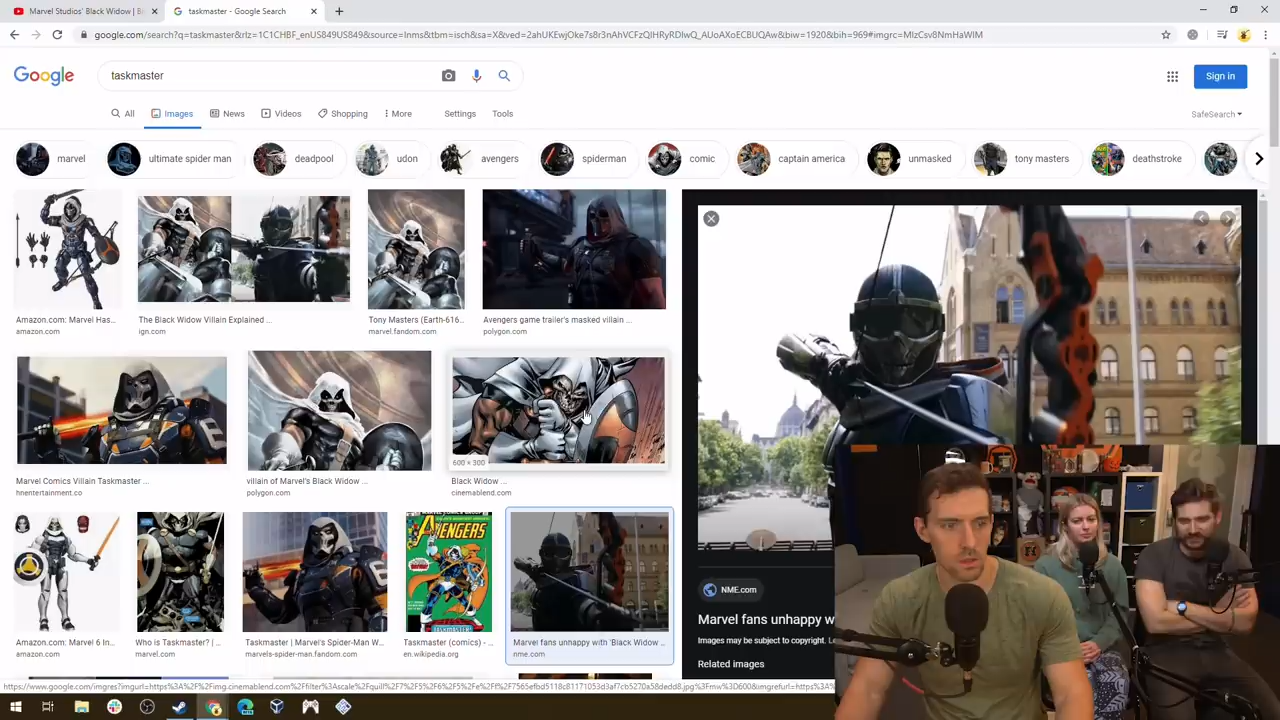 Marvel Studios' Black Widow | B
taskmaster - Google Search
google.com/search?q=taskmaster&rlz=1C1CHBF_enUS849US849&source=lnms&tbm=isch&sa=X&ved=2ahUKEwjOke7s8r3nAhVCFzQIHRyRDlwQ_AUoAXoECBUQAw&biw=1920&bih=969#imgrc=MlzCsv8NmHaWIM
Google
taskmaster
Sign in
All
Images
News
Videos
Shopping
More
Settings
Tools
SafeSearch
marvel
ultimate spider man
deadpool
udon
avengers
spiderman
comic
captain america
unmasked
tony masters
deathstroke
Amazon.com: Marvel Has...
amazon.com
The Black Widow Villain Explained ...
ign.com
Tony Masters (Earth-616...
marvel.fandom.com
Avengers game trailer's masked villain ...
polygon.com
600 × 300
Marvel Comics Villain Taskmaster ...
hnentertainment.co
villain of Marvel's Black Widow ...
polygon.com
Black Widow ...
cinemablend.com
AVENGERS
TASKMASTER!
NME.com
Marvel fans unhappy w
Images may be subject to copyright. Le
Related images
Amazon.com: Marvel 6 In...
amazon.com
Who is Taskmaster? | ...
marvel.com
Taskmaster | Marvel's Spider-Man W...
marvels-spider-man.fandom.com
Taskmaster (comics) - ...
en.wikipedia.org
Marvel fans unhappy with 'Black Widow ...
nme.com